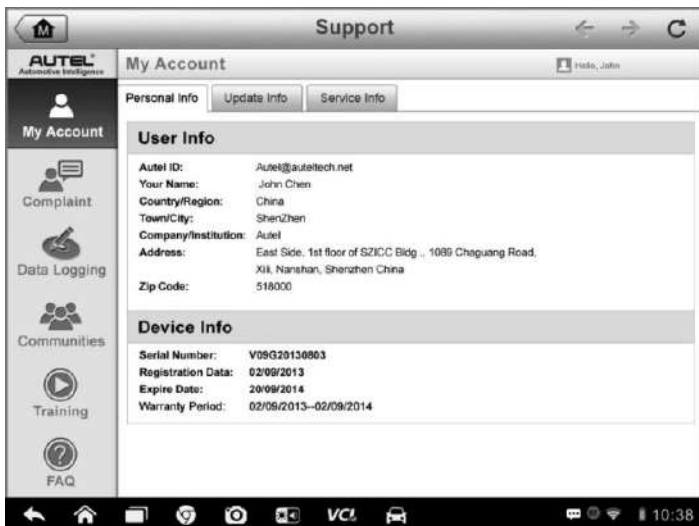 M
Support
AUTEL
Automotive Intelligence
My Account
Hello, John
My Account
Personal Info
Update Info
Service Info
User Info
Autel ID: Autel@auteltech.net
Your Name: John Chen
Country/Region: China
Town/City: ShenZhen
Company/Institution: Autel
Address: East Side, 1st floor of SZICC Bldg ., 1089 Chaguang Road,
Xili, Nanshan, Shenzhen China
Zip Code: 518000
Complaint
Data Logging
Communities
Training
FAQ
Device Info
Serial Number: V09G20130803
Registration Data: 02/09/2013
Expire Date: 20/09/2014
Warranty Period: 02/09/2013--02/09/2014
VCI
10:38